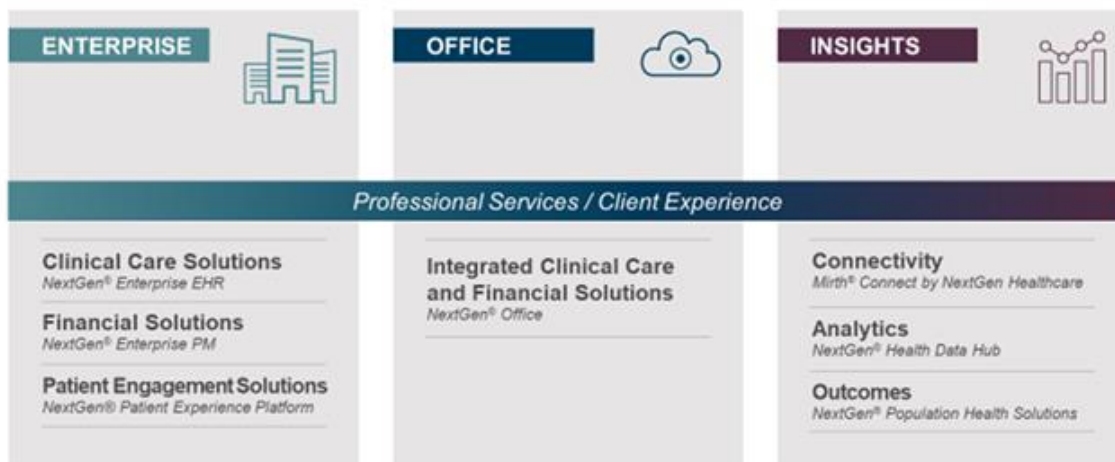 ENTERPRISE
OFFICE
INSIGHTS
Professional Services / Client Experience
Clinical Care Solutions
NextGen® Enterprise EHR
Financial Solutions
NextGen® Enterprise PM
Patient Engagement Solutions
NextGen® Patient Experience Platform
Integrated Clinical Care
and Financial Solutions
NextGen® Office
Connectivity
Mirth® Connect by NextGen Healthcare
Analytics
NextGen® Health Data Hub
Outcomes
NextGen® Population Health Solutions